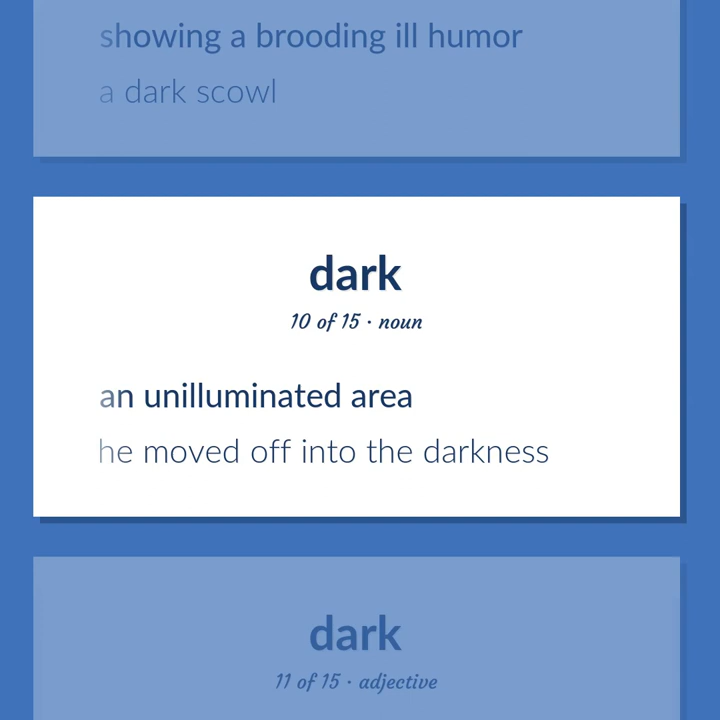 showing a brooding ill humor
a dark scowl
dark
10 of 15 · noun
an unilluminated area
he moved off into the darkness
dark
11 of 15 · adjective